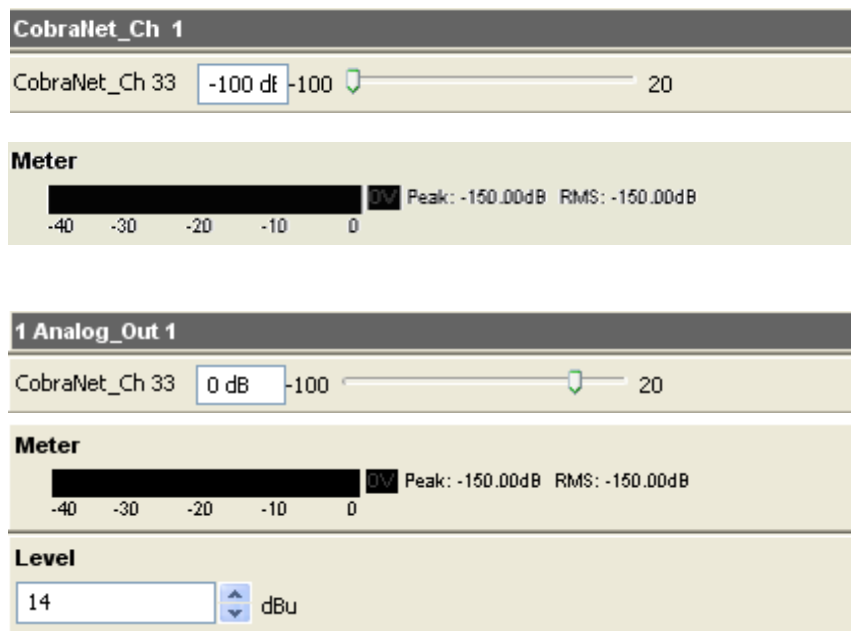 CobraNet_Ch 1
CobraNet_Ch 33 -100 dE -100 20
Meter
0V Peak: -150.00dB RMS: -150.00dB
-40 -30 -20 -10 0
1 Analog_Out 1
CobraNet_Ch 33 0 dB -100 20
Meter
0V Peak: -150.00dB RMS: -150.00dB
-40 -30 -20 -10 0
Level
14 dBu